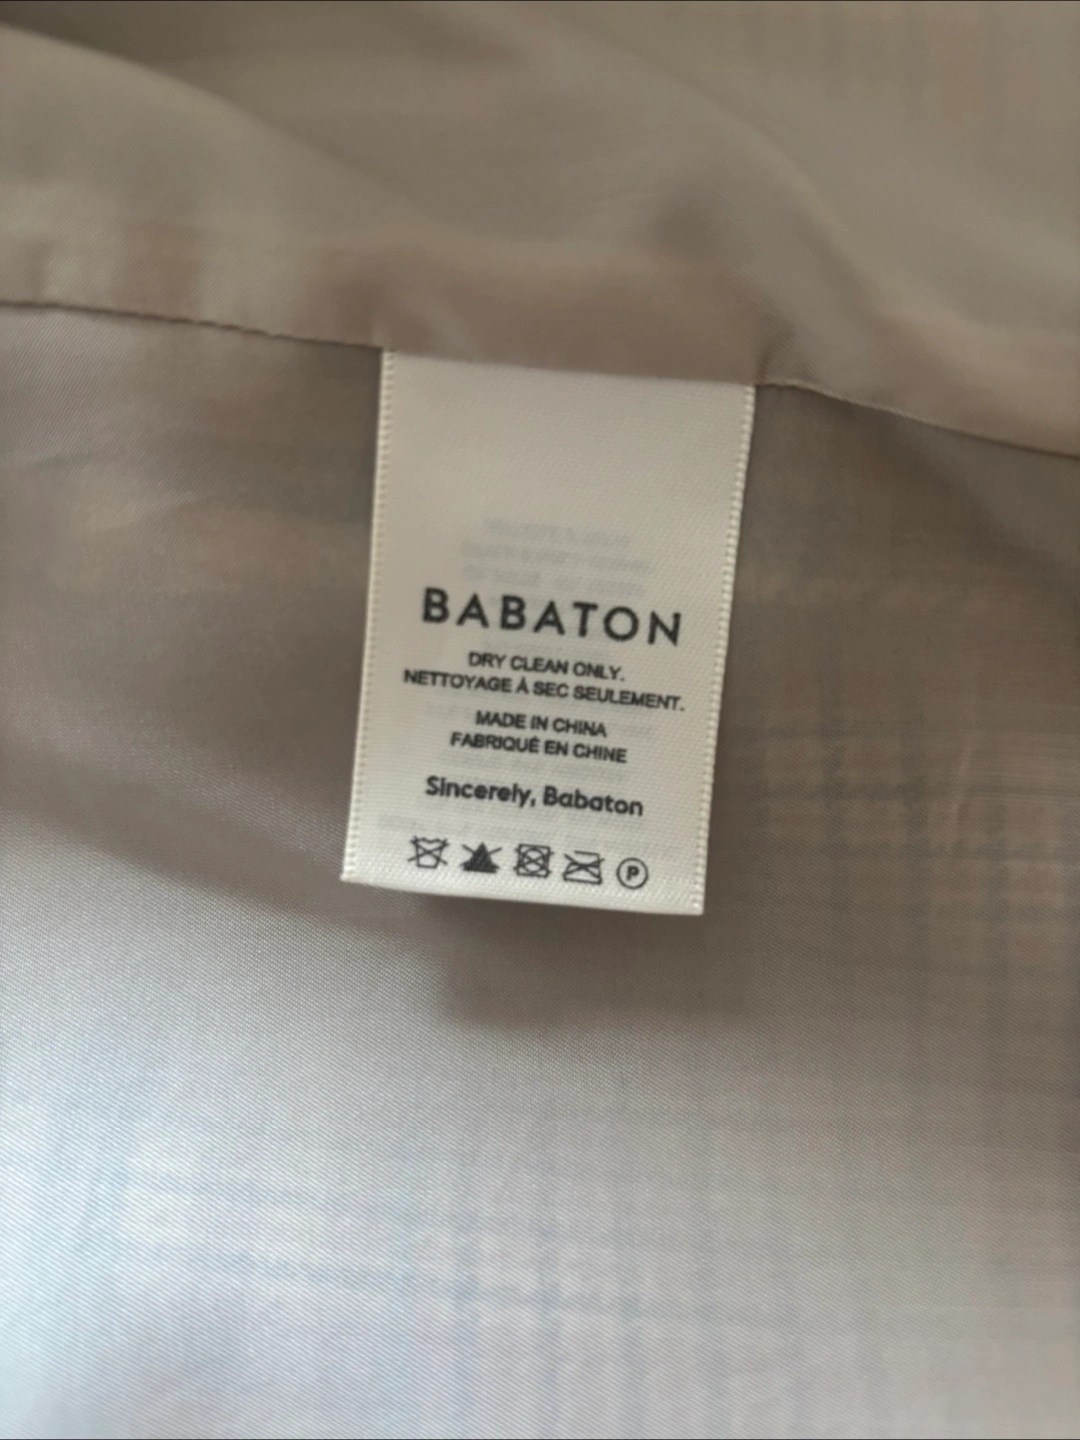 BABATON
DRY CLEAN ONLY.
NETTOYAGE À SEC SEULEMENT.
MADE IN CHINA
FABRIQUÉ EN CHINE
Sincerely, Babaton
P